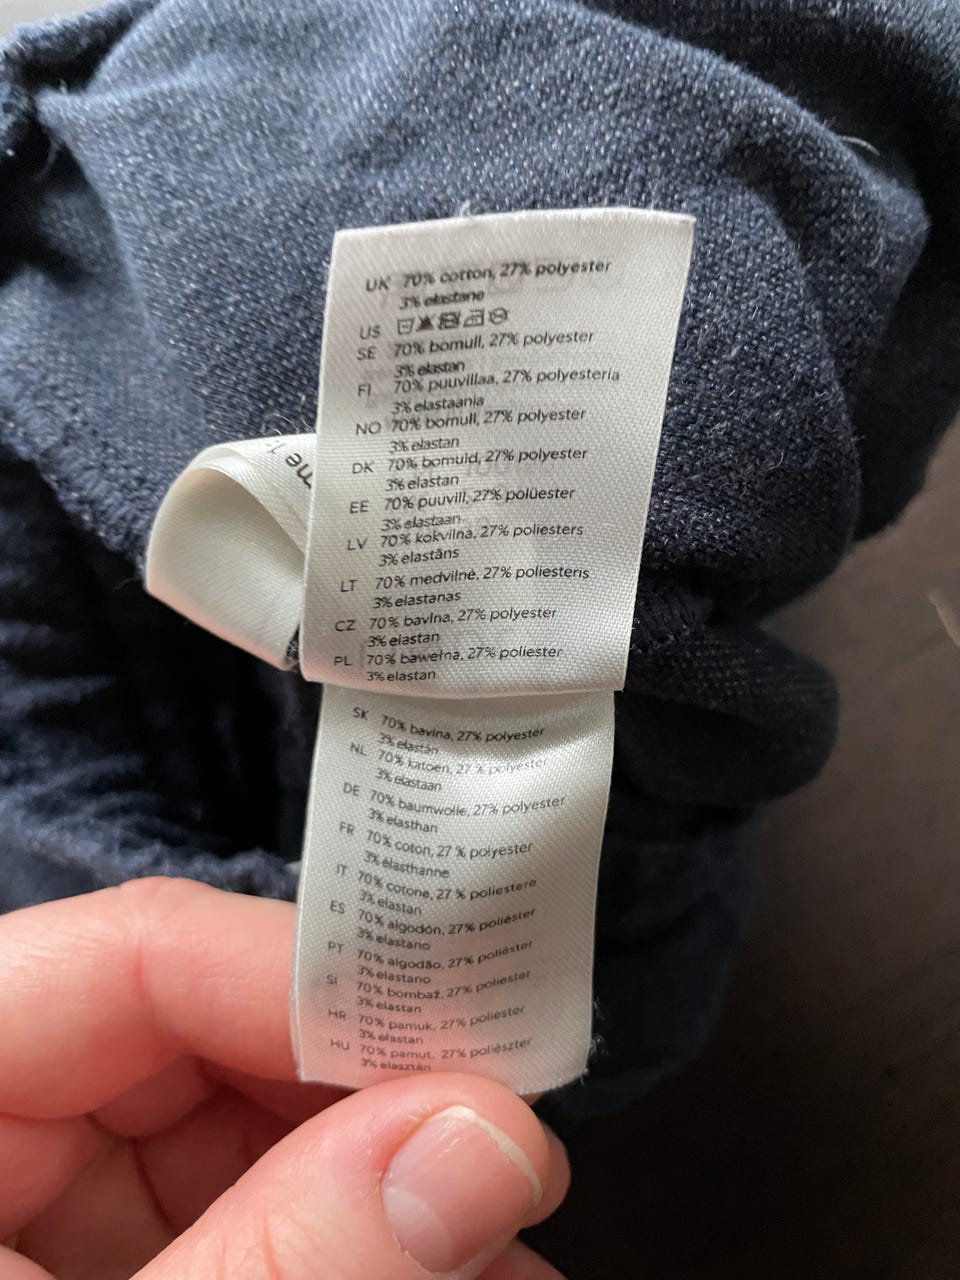 UK 70% cotton, 27% polyester
3% elastane
US
SE 70% bomull, 27% polyester
3% elastan
FI 70% puuvillaa, 27% polyesteria
3% elastaania
NO 70% bomull, 27% polyester
3% elastan
DK 70% bomuld, 27% polyester
3% elastan
EE 70% puuvill, 27% polüester
3% elastaan
LV 70% kokvilna, 27% poliesters
3% elastāns
LT 70% medvilnė, 27% poliesteris
3% elastanas
CZ 70% bavlna, 27% polyester
3% elastan
PL 70% bawełna, 27% poliester
3% elastan
SK 70% bavlna, 27% polyester
3% elastán
NL 70% katoen, 27 % polyester
3% elastaan
DE 70% baumwolle, 27% polyester
3% elasthan
FR 70% coton, 27 % polyester
3% élasthanne
IT 70% cotone, 27 % poliestere
3% elastan
ES 70% algodón, 27% poliéster
3% elastano
PT 70% algodão, 27% poliéster
3% elastano
SI 70% bombaž, 27% poliester
3% elastan
HR 70% pamuk, 27% poliester
3% elastan
HU 70% pamut, 27% poliészter
3% elasztán